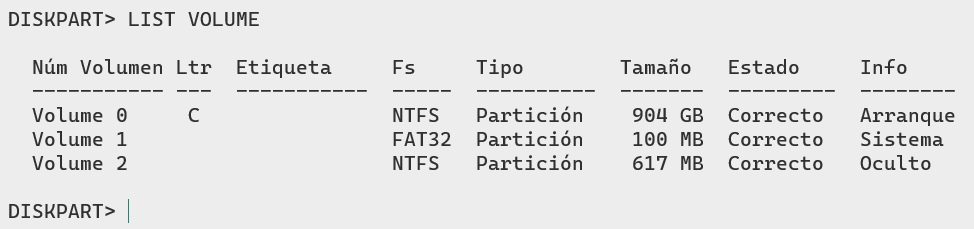 DISKPART> LIST VOLUME
Núm Volumen Ltr Etiqueta Fs Tipo Tamaño Estado Info
----------- --- ----------- ----- ---------- ------- --------- --------
Volume 0 C NTFS Partición 904 GB Correcto Arranque
Volume 1 FAT32 Partición 100 MB Correcto Sistema
Volume 2 NTFS Partición 617 MB Correcto Oculto
DISKPART>